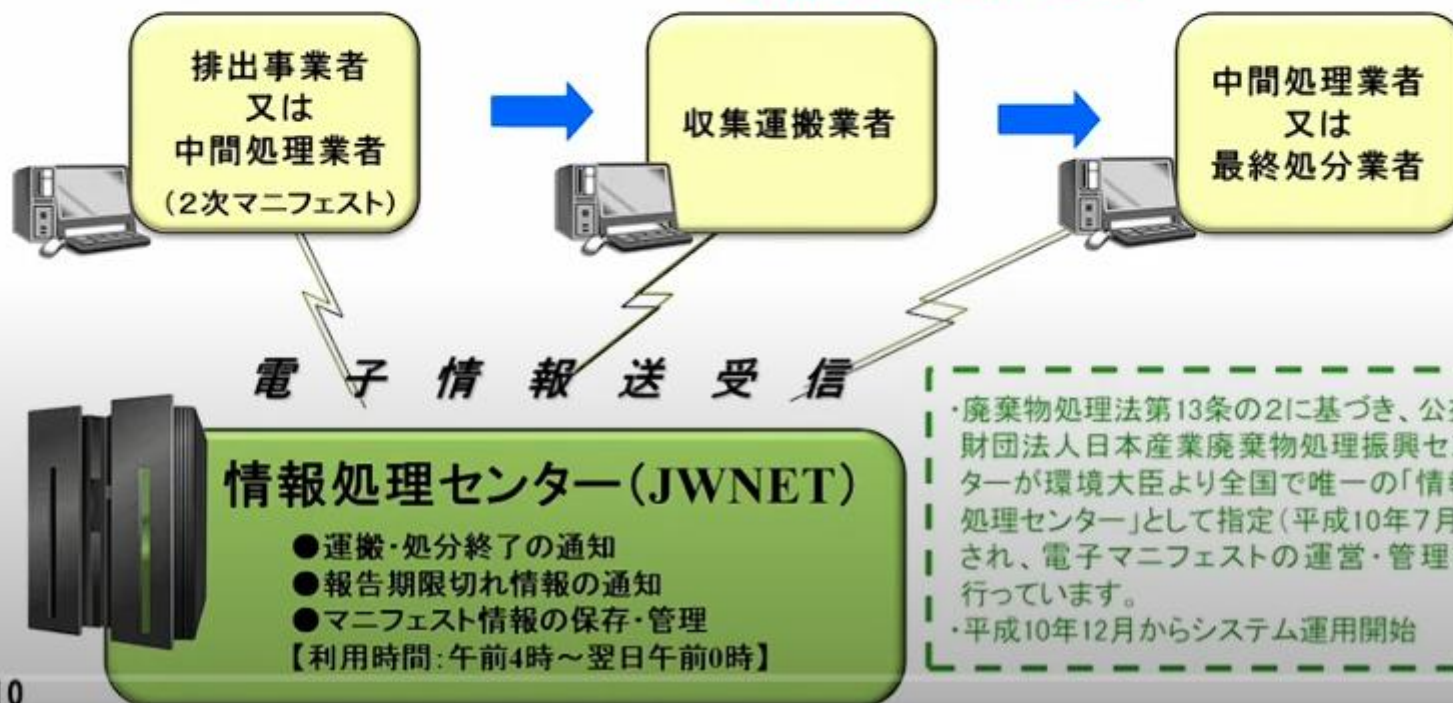 排出事業者
又は
中間処理業者
(2次マニフェスト)
収集運搬業者
中間処理業者
又は
最終処分業者
電子情報送受信
情報処理センター(JWNET)
●運搬・処分終了の通知
●報告期限切れ情報の通知
●マニフェスト情報の保存・管理
【利用時間:午前4時～翌日午前0時】
・廃棄物処理法第13条の2に基づき、公
財団法人日本産業廃棄物処理振興セ
ターが環境大臣より全国で唯一の「情
処理センター」として指定(平成10年7月
され、電子マニフェストの運営・管理
行っています。
・平成10年12月からシステム運用開始
10